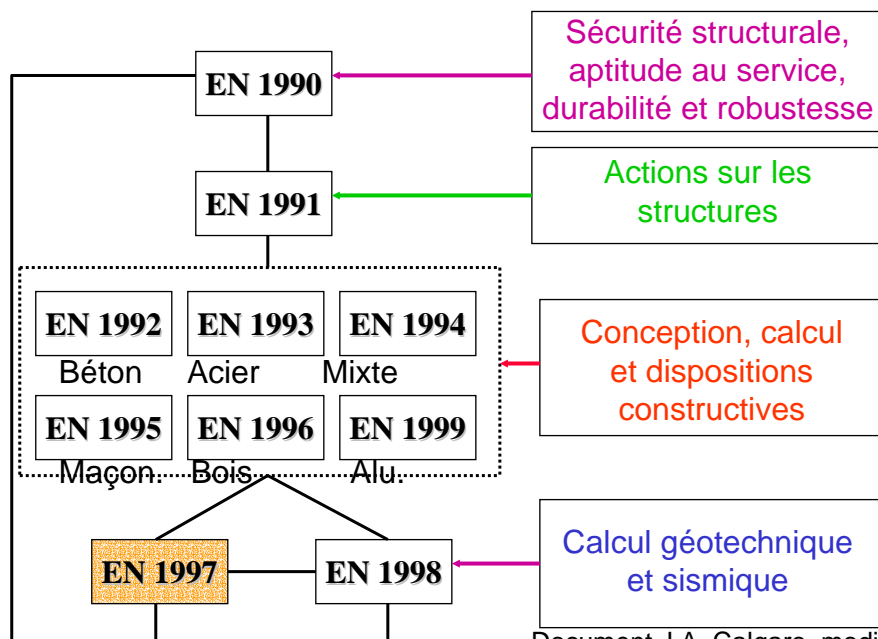 Sécurité structurale,
aptitude au service,
durabilité et robustesse
EN 1990
Actions sur les
structures
EN 1991
EN 1992 EN 1993 EN 1994
Béton Acier Mixte
Conception, calcul
et dispositions
constructives
EN 1995 EN 1996 EN 1999
Maçon. Bois Alu.
Calcul géotechnique
et sismique
EN 1997 EN 1998
Document J.A. Calgaro